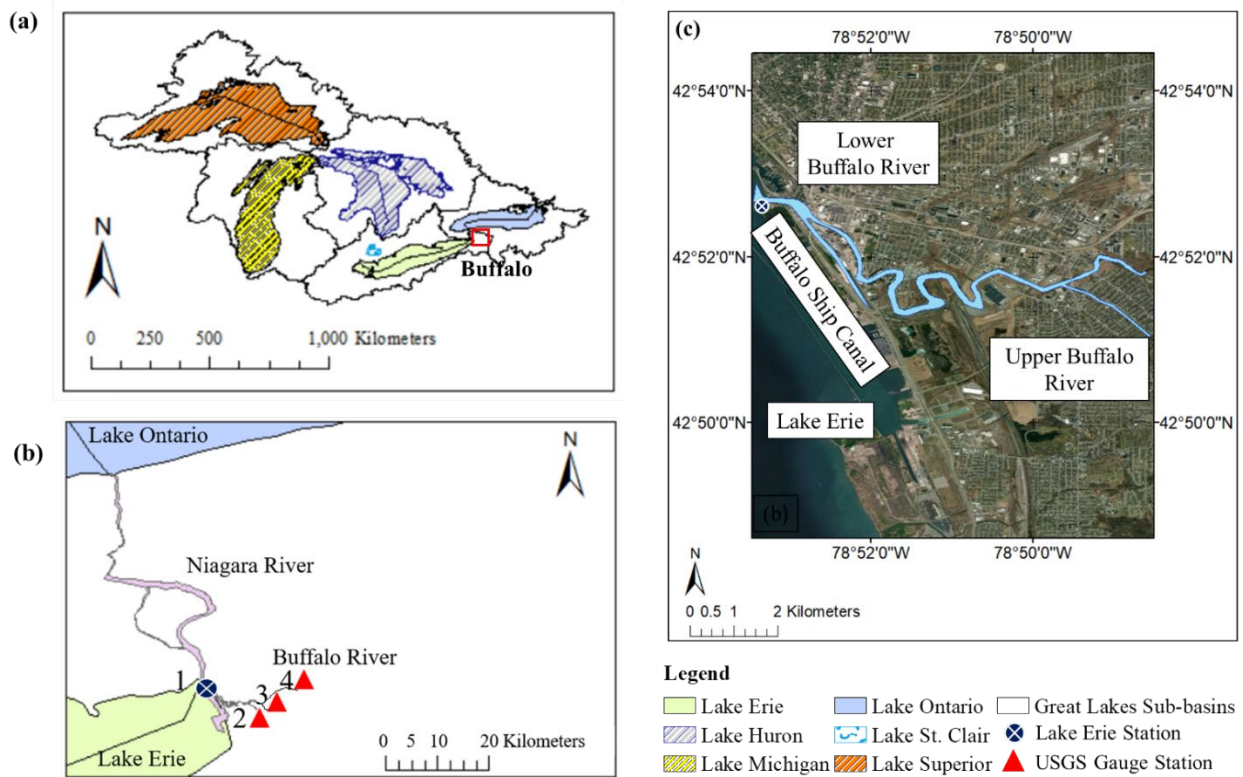 (a)
N
Buffalo
0 250 500 1,000 Kilometers
(b)
Lake Ontario
N
Niagara River
Buffalo River
1
4
3
2
Lake Erie
0 5 10 20 Kilometers
(c)
78°52'0"W 78°50'0"W
42°54'0"N 42°54'0"N
Lower
Buffalo River
42°52'0"N 42°52'0"N
Buffalo Ship Canal
Upper Buffalo
River
Lake Erie
42°50'0"N 42°50'0"N
(b)
78°52'0"W 78°50'0"W
N
0 0.5 1 2 Kilometers
Legend
Lake Erie Lake Ontario Great Lakes Sub-basins
Lake Huron Lake St. Clair Lake Erie Station
Lake Michigan Lake Superior USGS Gauge Station